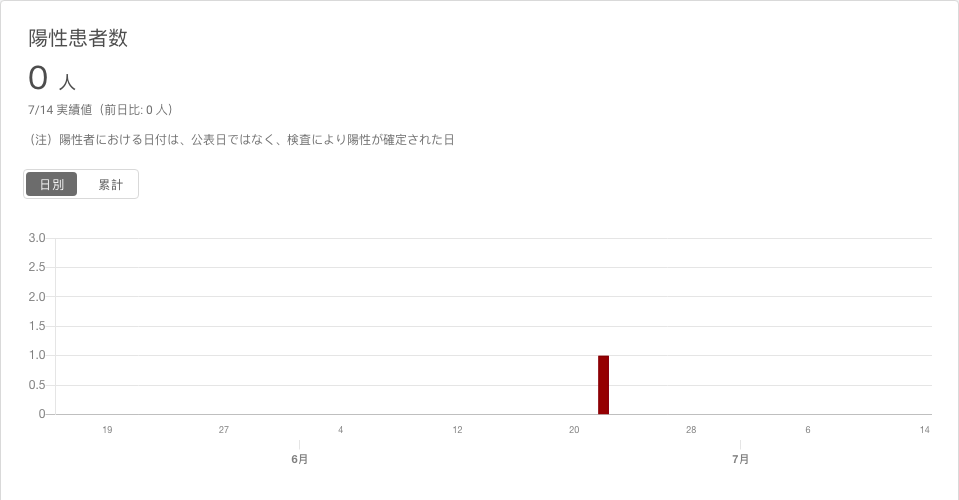 陽性患者数
0 人
7/14 実績値（前日比: 0 人）
（注）陽性者における日付は、公表日ではなく、検査により陽性が確定された日
日別 累計
3.0
2.5
2.0
1.5
1.0
0.5
0
19 27 4 12 20 28 6 14
6月 7月